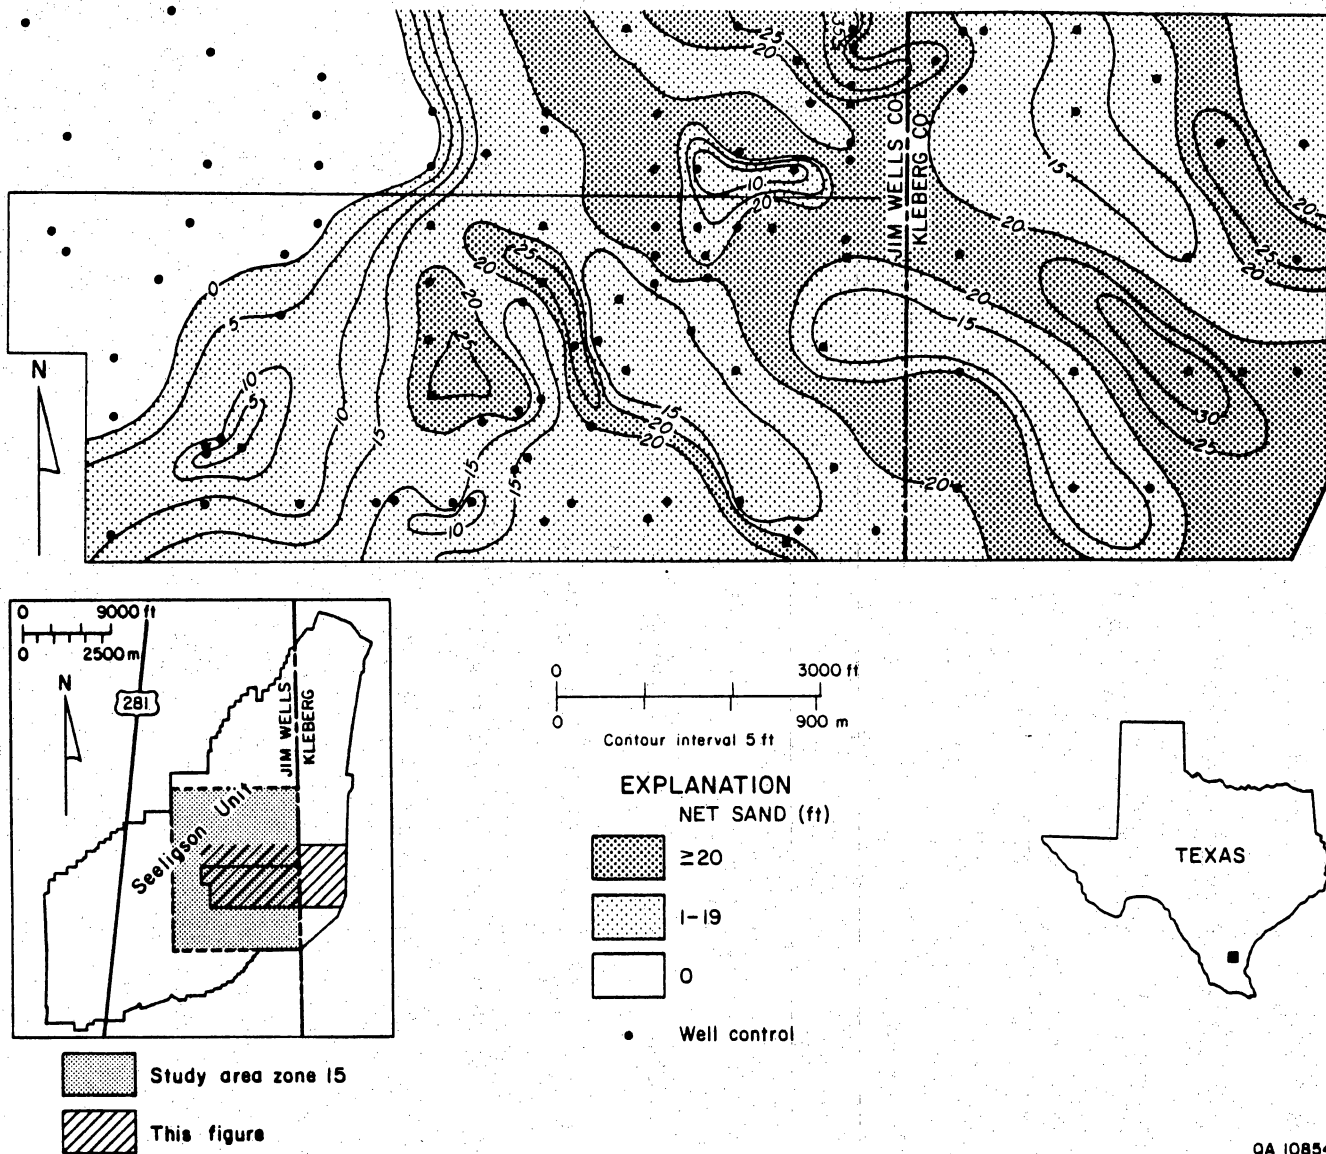 35
25
20
10
20
JIM WELLS CO.
KLEBERG CO.
15
20
25
20
20
25
20
0
5
10
5
10
15
20
25
15
15
10
15
20
20
20
15
20
30
25
20
N
0 9000 ft
0 2500 m
N
281
JIM WELLS
KLEBERG
Seeligson Unit
Study area zone 15
This figure
0 3000 ft
0 900 m
Contour interval 5 ft
EXPLANATION
NET SAND (ft)
≥20
1-19
0
Well control
TEXAS
QA 10854